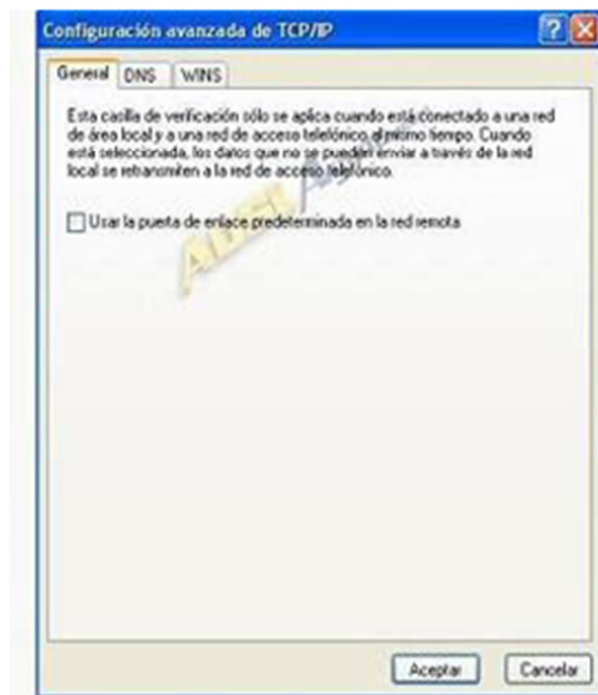 Configuración avanzada de TCP/IP
General DNS WINS
Esta casilla de verificación sólo se aplica cuando está conectado a una red
de área local y a una red de acceso telefónico al mismo tiempo. Cuando
está seleccionada, los datos que no se puedan enviar a través de la red
local se retransmiten a la red de acceso telefónico.
Usar la puerta de enlace predeterminada en la red remota
Aceptar Cancelar